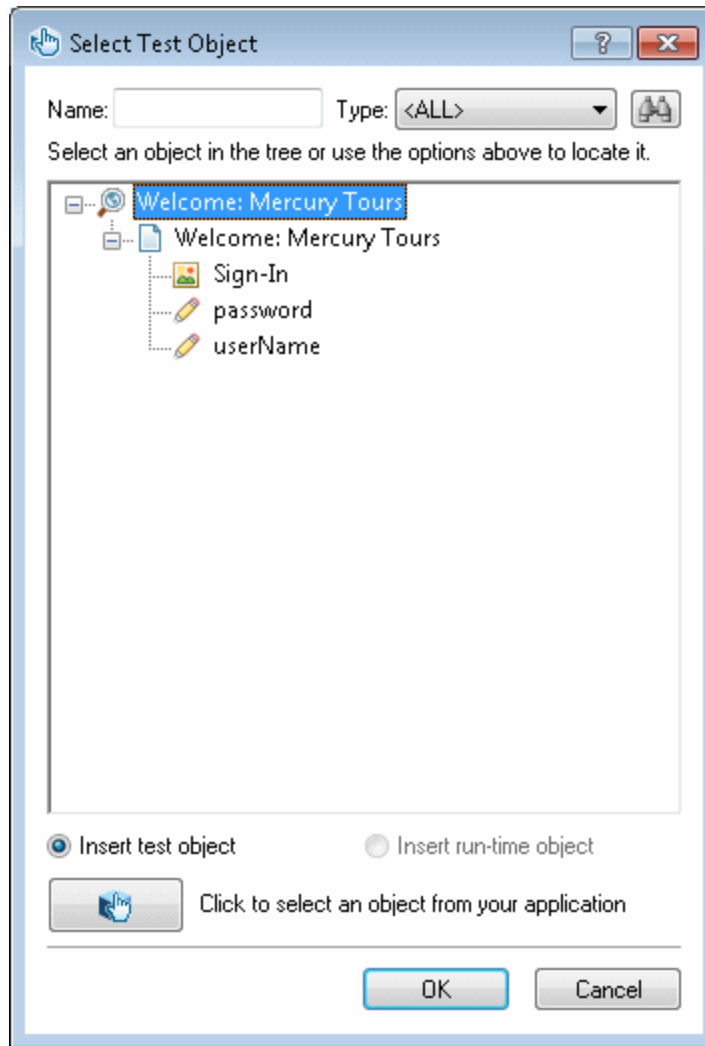 Select Test Object
Name: Type: <ALL>
Select an object in the tree or use the options above to locate it.
Welcome: Mercury Tours
Welcome: Mercury Tours
Sign-In
password
userName
Insert test object Insert run-time object
Click to select an object from your application
OK Cancel